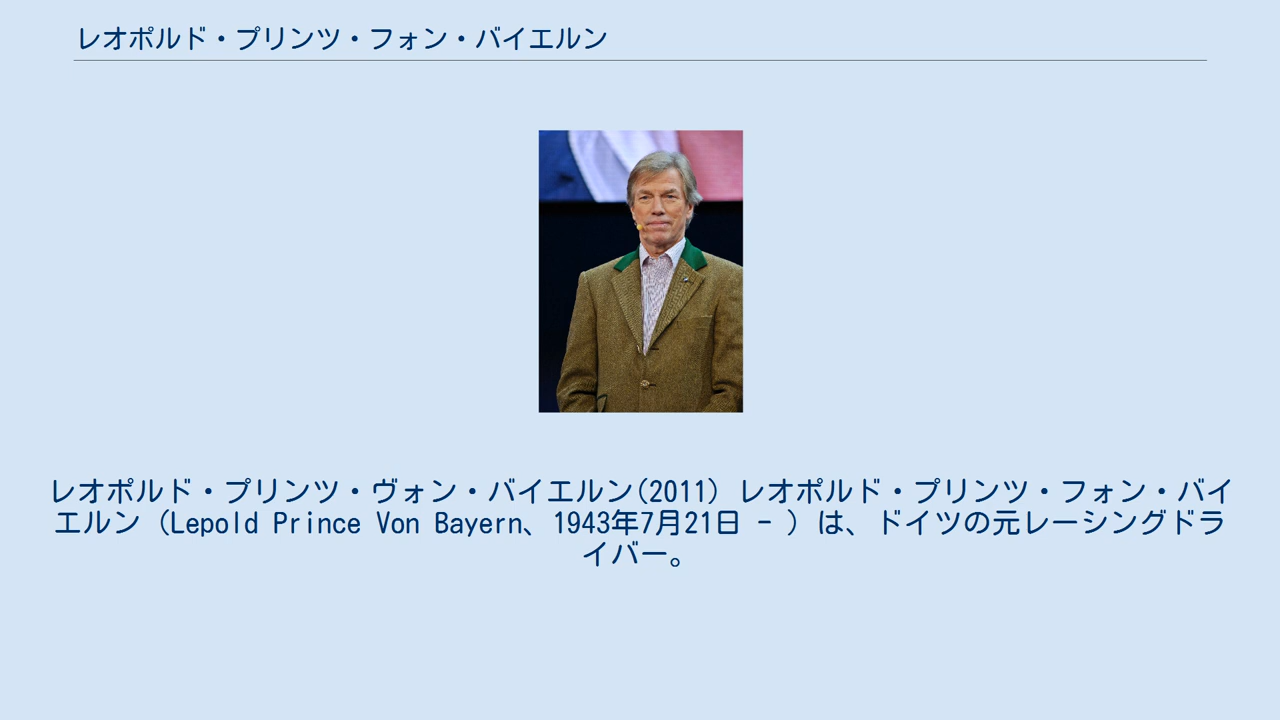 レオポルド・プリンツ・フォン・バイエルン
レオポルド・プリンツ・ヴォン・バイエルン(2011) レオポルド・プリンツ・フォン・バイ
エルン（Lepold Prince Von Bayern、1943年7月21日 - ）は、ドイツの元レーシングドラ
イバー。